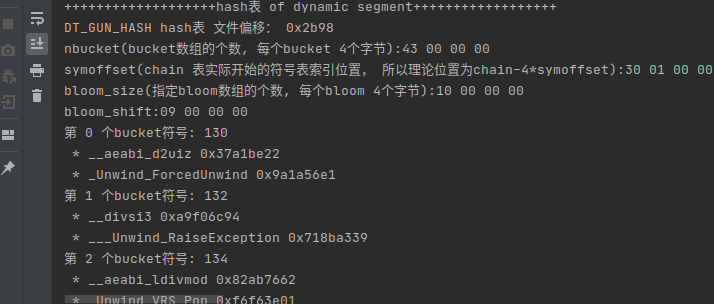 +++++++++++++++++++hash表 of dynamic segment++++++++++++++++++
DT_GUN_HASH hash表 文件偏移： 0x2b98
nbucket(bucket数组的个数, 每个bucket 4个字节):43 00 00 00
symoffset(chain 表实际开始的符号表索引位置， 所以理论位置为chain-4*symoffset):30 01 00 00
bloom_size(指定bloom数组的个数, 每个bloom 4个字节):10 00 00 00
bloom_shift:09 00 00 00
第 0 个bucket符号: 130
* __aeabi_d2uiz 0x37a1be22
* _Unwind_ForcedUnwind 0x9a1a56e1
第 1 个bucket符号: 132
* __divsi3 0xa9f06c94
* ___Unwind_RaiseException 0x718ba339
第 2 个bucket符号: 134
* __aeabi_ldivmod 0x82ab7662
* _Unwind_VRS_Pop 0xf6f63e01